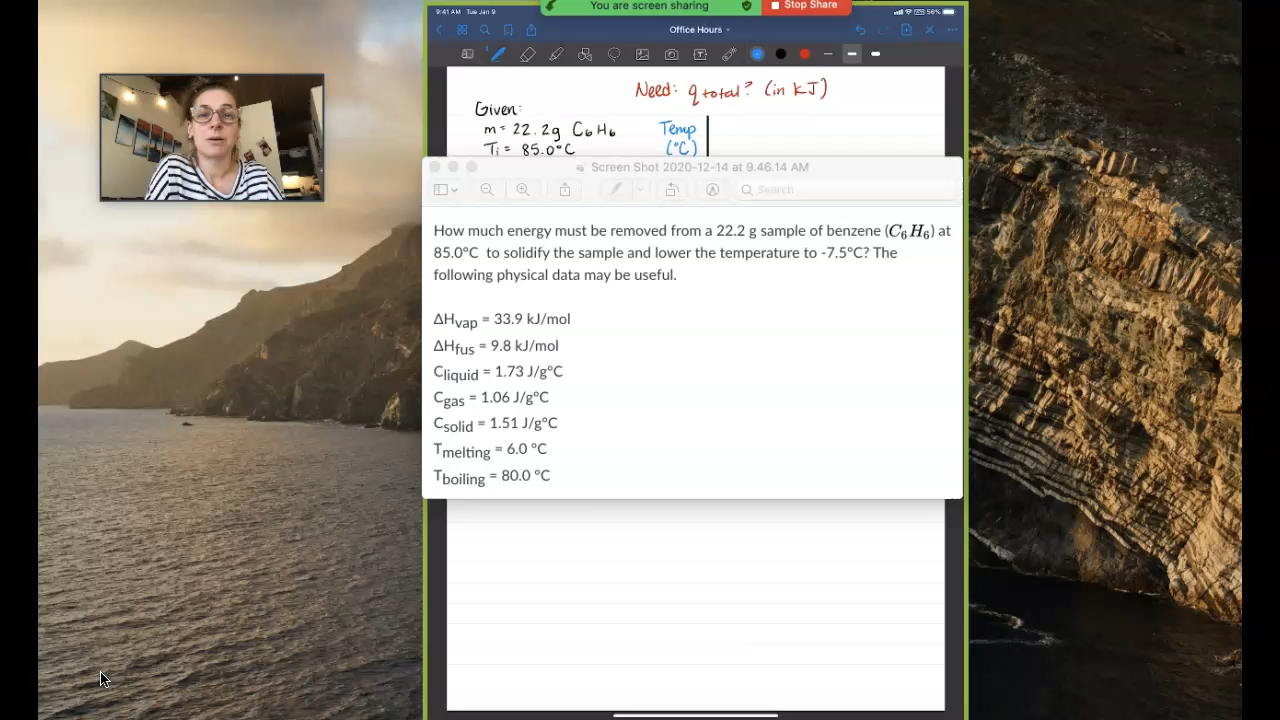 You are screen sharing
Stop Share
9:41 AM Tue Jan 9
56%
Office Hours
Need: q total? (in kJ)
Given:
m = 22.2g C6H6
Temp
Ti = 85.0°C
(°C)
Screen Shot 2020-12-14 at 9.46.14 AM
Search
How much energy must be removed from a 22.2 g sample of benzene (C₆H₆) at
85.0°C to solidify the sample and lower the temperature to -7.5°C? The
following physical data may be useful.
ΔHvap = 33.9 kJ/mol
ΔHfus = 9.8 kJ/mol
Cliquid = 1.73 J/g°C
Cgas = 1.06 J/g°C
Csolid = 1.51 J/g°C
Tmelting = 6.0 °C
Tboiling = 80.0 °C